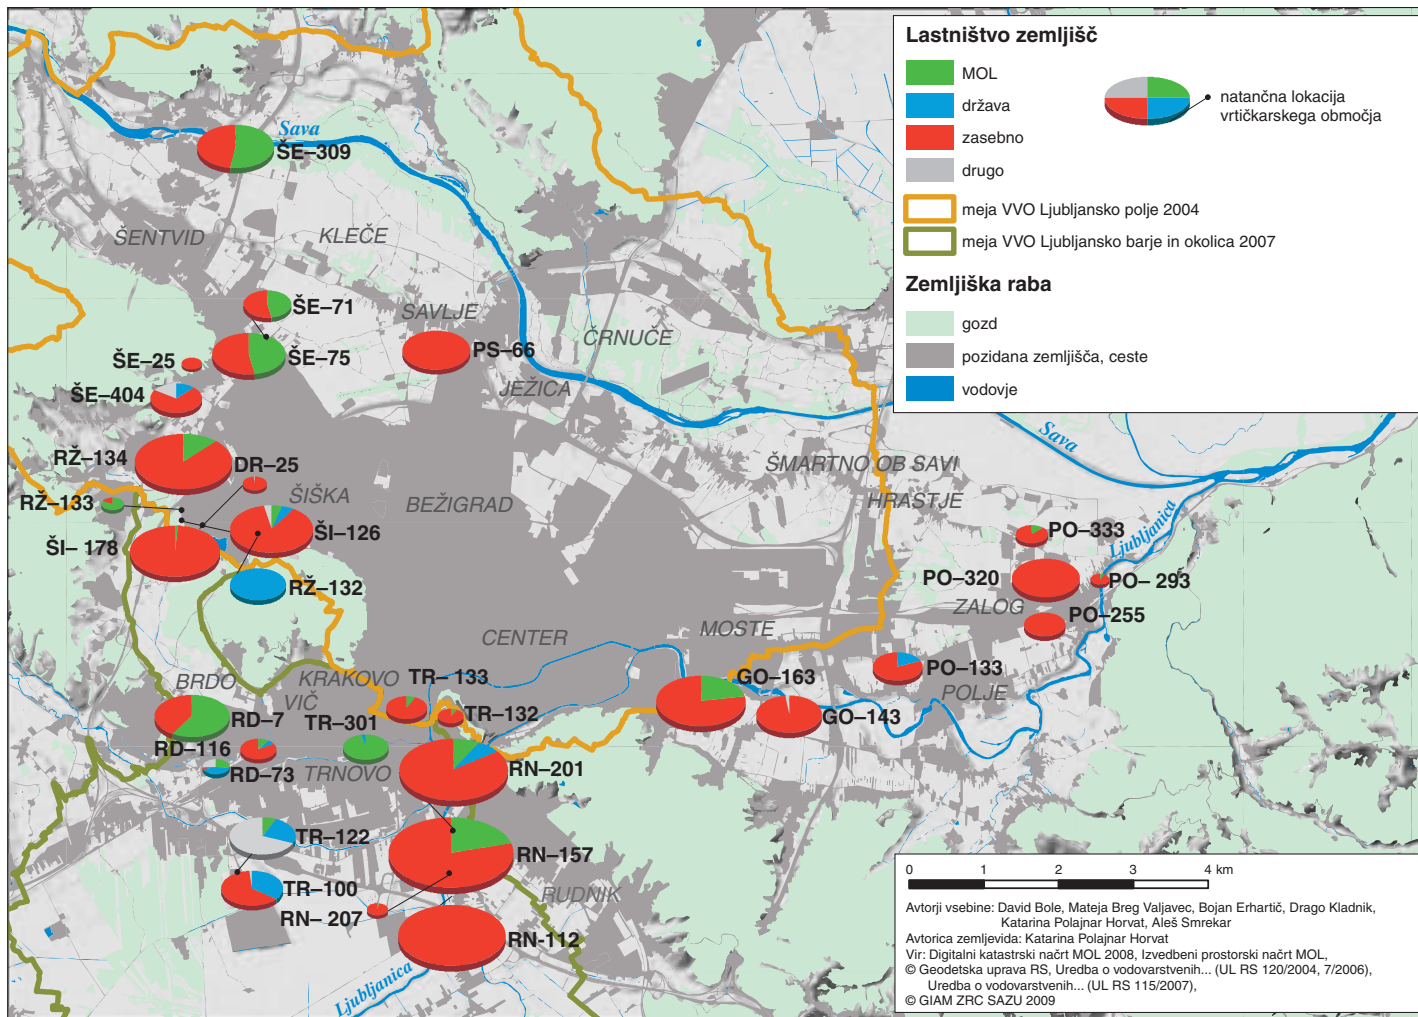 Lastništvo zemljišč
MOL
država
zasebno
drugo
natančna lokacija
vrtičkarskega območja
meja VVO Ljubljansko polje 2004
meja VVO Ljubljansko barje in okolica 2007
Zemljiška raba
gozd
pozidana zemljišča, ceste
vodovje
Sava
ŠE–309
ŠENTVID
KLEČE
ŠE–71
SAVLJE
ČRNUČE
ŠE–25
ŠE–75
PS–66
ŠE–404
JEŽICA
Sava
RŽ–134
DR–25
ŠMARTNO OB SAVI
RŽ–133
ŠIŠKA
BEŽIGRAD
HRASTJE
Ljubljanica
ŠI– 178
ŠI–126
PO–333
RŽ–132
PO–320
PO– 293
ZALOG
PO–255
CENTER
MOSTE
BRDO
KRAKOVO
TR–133
GO–163
PO–133
POLJE
VIČ
RD–7
TR–301
TR–132
GO–143
RD–116
RD–73
TRNOVO
RN–201
TR–122
RN–157
TR–100
RUDNIK
RN– 207
RN-112
Ljubljanica
0 1 2 3 4 km
Avtorji vsebine: David Bole, Mateja Breg Valjavec, Bojan Erhartič, Drago Kladnik,
Katarina Polajnar Horvat, Aleš Smrekar
Avtorica zemljevida: Katarina Polajnar Horvat
Vir: Digitalni katastrski načrt MOL 2008, Izvedbeni prostorski načrt MOL,
© Geodetska uprava RS, Uredba o vodovarstvenih... (UL RS 120/2004, 7/2006),
Uredba o vodovarstvenih... (UL RS 115/2007),
© GIAM ZRC SAZU 2009